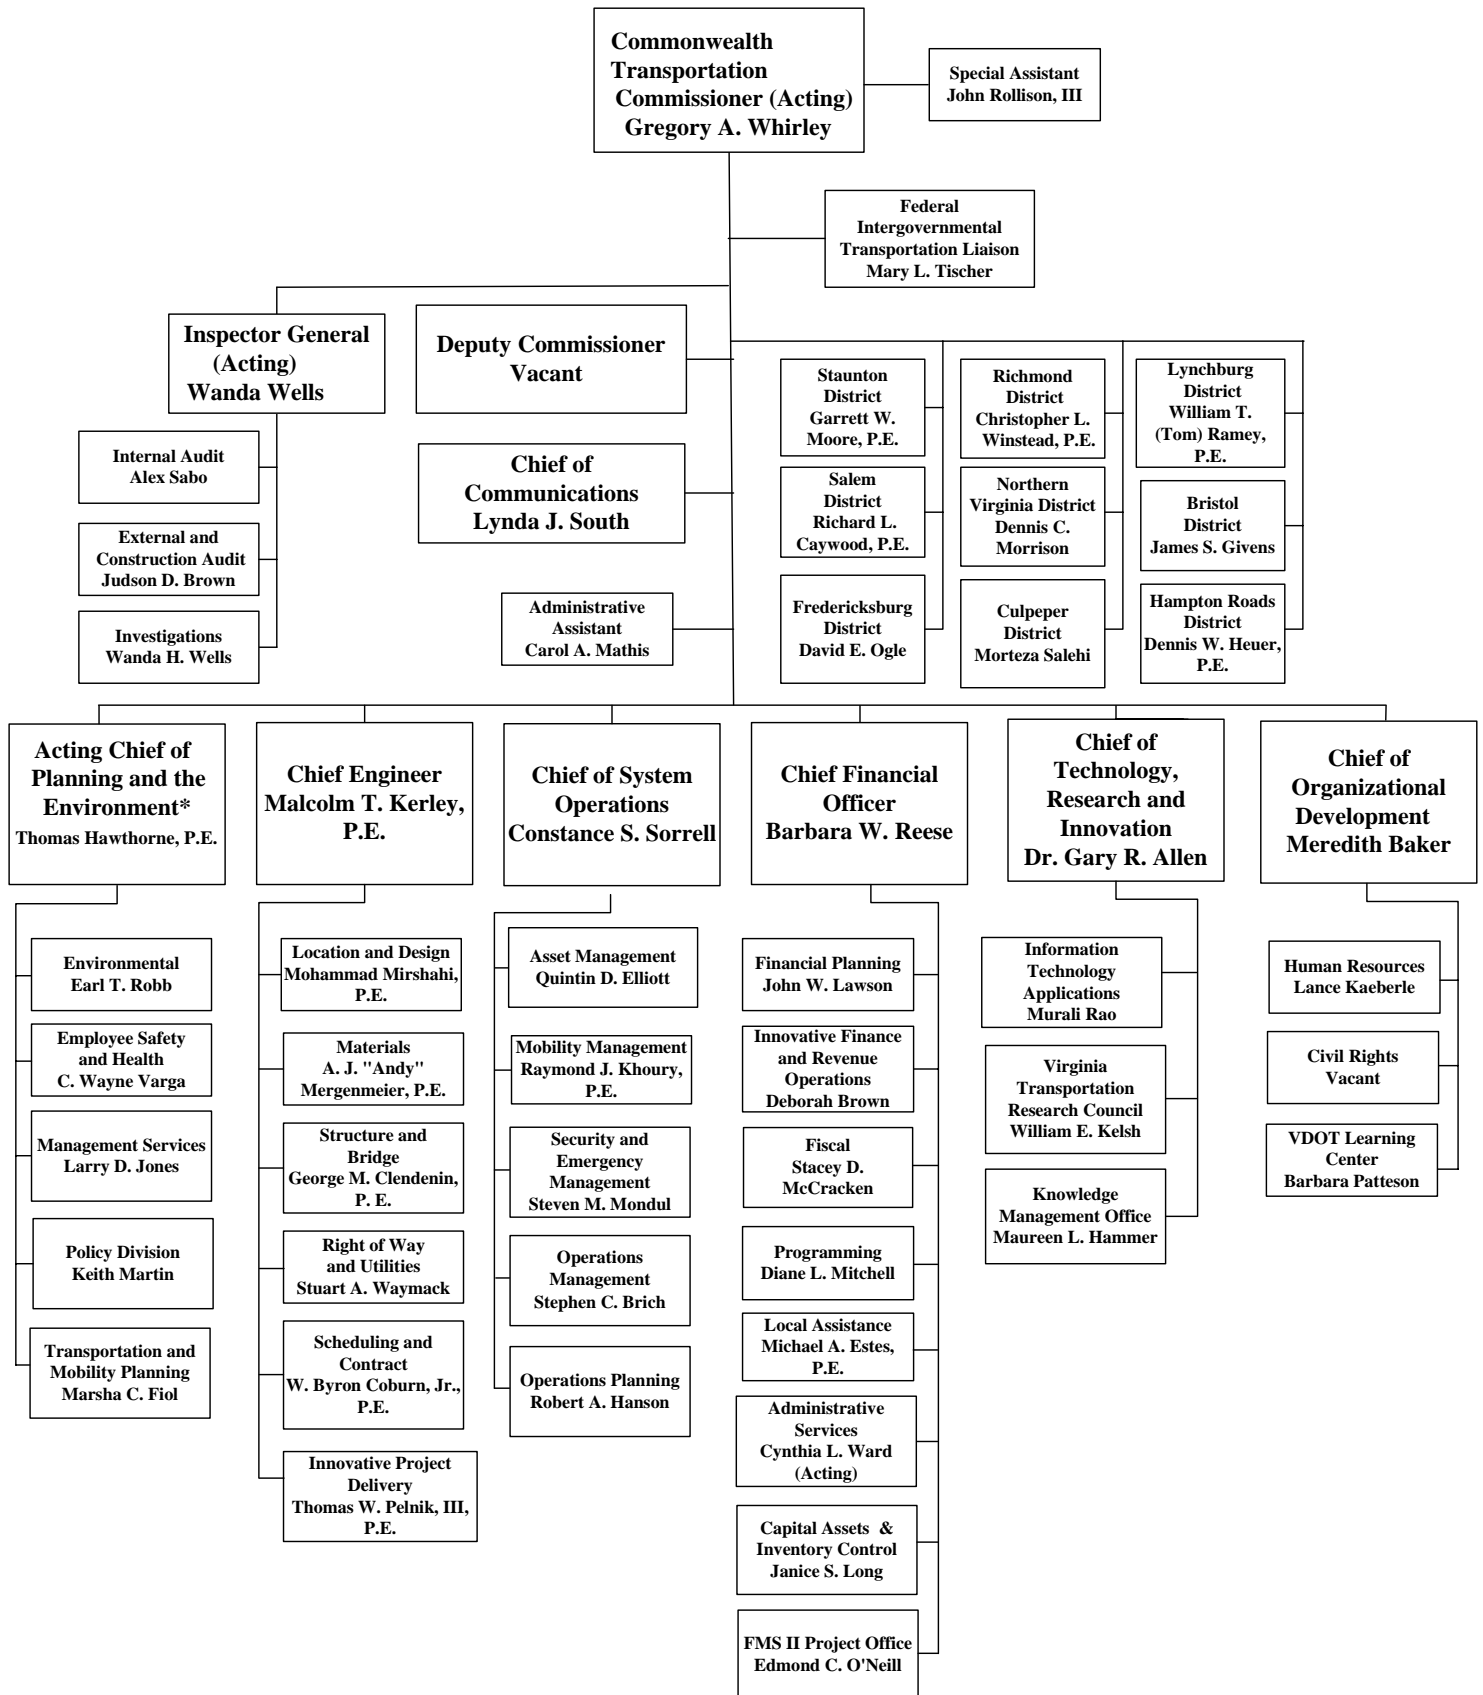 Commonwealth
Transportation
Commissioner (Acting)
Gregory A. Whirley
Special Assistant
John Rollison, III
Federal
Intergovernmental
Transportation Liaison
Mary L. Tischer
Inspector General
(Acting)
Wanda Wells
Deputy Commissioner
Vacant
Internal Audit
Alex Sabo
External and
Construction Audit
Judson D. Brown
Investigations
Wanda H. Wells
Chief of
Communications
Lynda J. South
Administrative
Assistant
Carol A. Mathis
Staunton
District
Garrett W.
Moore, P.E.
Richmond
District
Christopher L.
Winstead, P.E.
Lynchburg
District
William T.
(Tom) Ramey,
P.E.
Salem
District
Richard L.
Caywood, P.E.
Northern
Virginia District
Dennis C.
Morrison
Bristol
District
James S. Givens
Fredericksburg
District
David E. Ogle
Culpeper
District
Morteza Salehi
Hampton Roads
District
Dennis W. Heuer,
P.E.
Acting Chief of
Planning and the
Environment*
Thomas Hawthorne, P.E.
Chief Engineer
Malcolm T. Kerley,
P.E.
Chief of System
Operations
Constance S. Sorrell
Chief Financial
Officer
Barbara W. Reese
Chief of
Technology,
Research and
Innovation
Dr. Gary R. Allen
Chief of
Organizational
Development
Meredith Baker
Environmental
Earl T. Robb
Employee Safety
and Health
C. Wayne Varga
Management Services
Larry D. Jones
Policy Division
Keith Martin
Transportation and
Mobility Planning
Marsha C. Fiol
Location and Design
Mohammad Mirshahi,
P.E.
Materials
A. J. "Andy"
Mergenmeier, P.E.
Structure and
Bridge
George M. Clendenin,
P. E.
Right of Way
and Utilities
Stuart A. Waymack
Scheduling and
Contract
W. Byron Coburn, Jr.,
P.E.
Innovative Project
Delivery
Thomas W. Pelnik, III,
P.E.
Asset Management
Quintin D. Elliott
Mobility Management
Raymond J. Khoury,
P.E.
Security and
Emergency
Management
Steven M. Mondul
Operations
Management
Stephen C. Brich
Operations Planning
Robert A. Hanson
Financial Planning
John W. Lawson
Innovative Finance
and Revenue
Operations
Deborah Brown
Fiscal
Stacey D.
McCracken
Programming
Diane L. Mitchell
Local Assistance
Michael A. Estes,
P.E.
Administrative
Services
Cynthia L. Ward
(Acting)
Capital Assets &
Inventory Control
Janice S. Long
FMS II Project Office
Edmond C. O'Neill
Information
Technology
Applications
Murali Rao
Virginia
Transportation
Research Council
William E. Kelsh
Knowledge
Management Office
Maureen L. Hammer
Human Resources
Lance Kaeberle
Civil Rights
Vacant
VDOT Learning
Center
Barbara Patteson